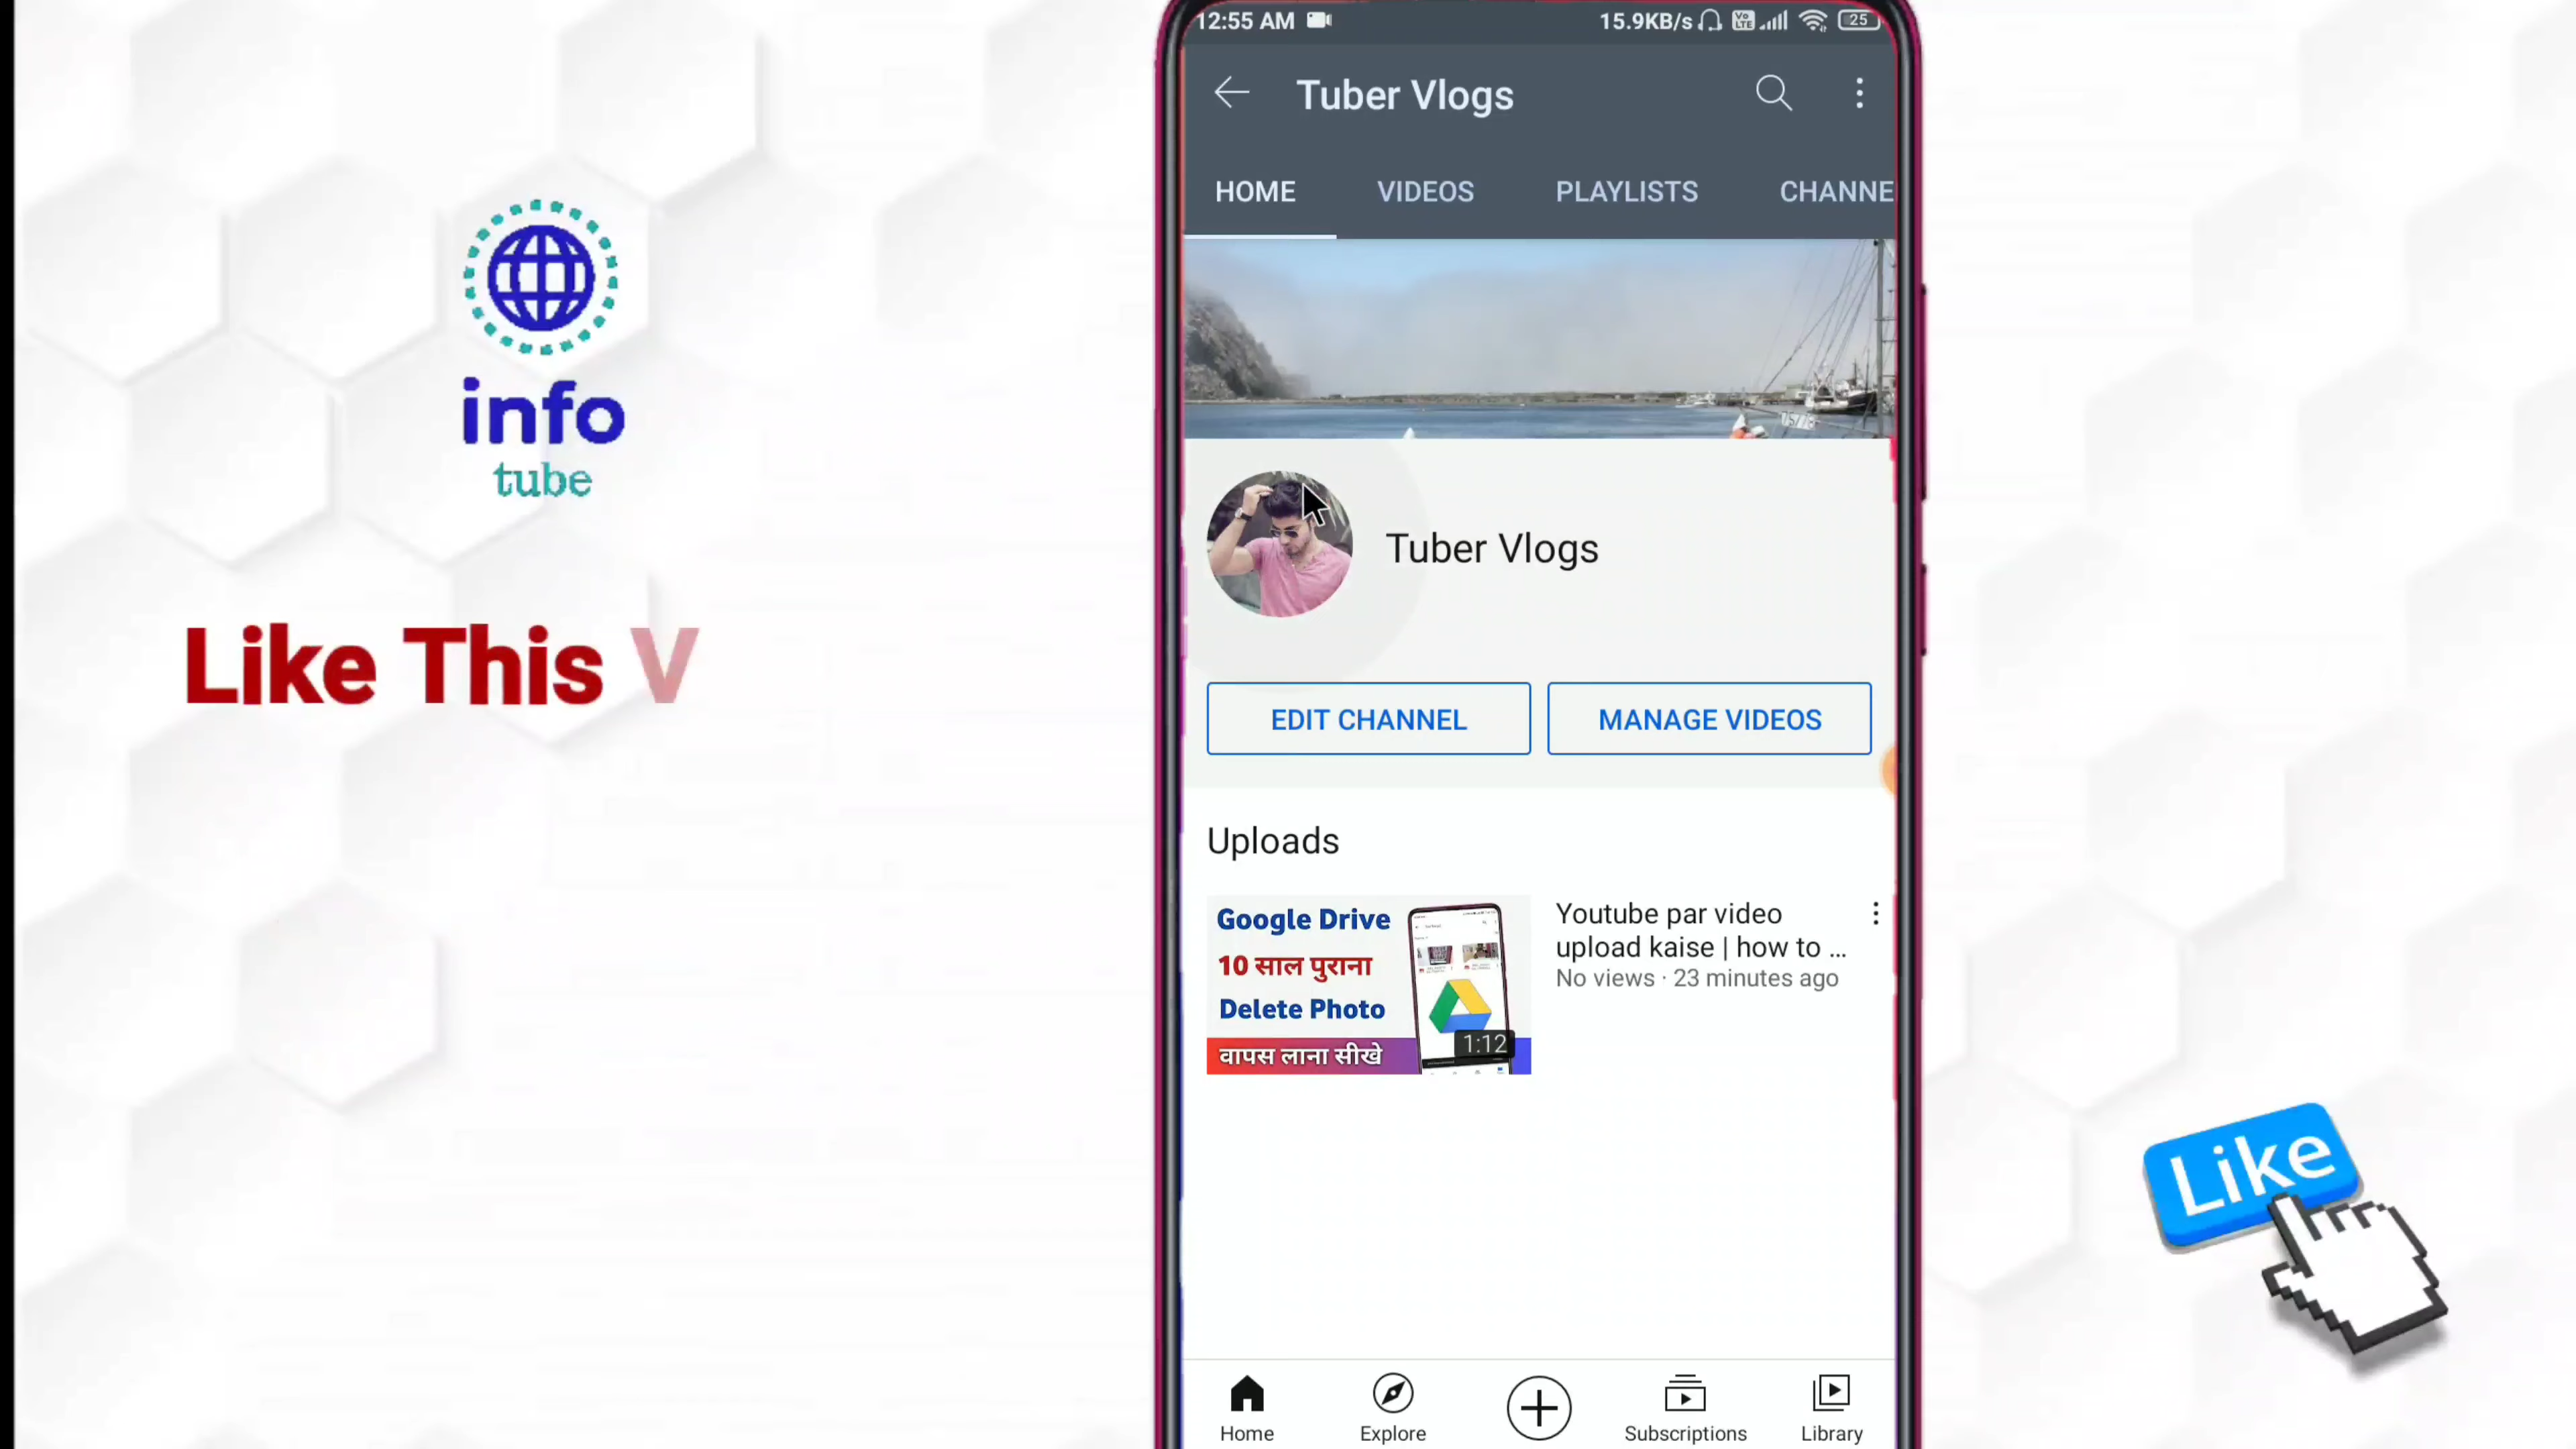 info
tube
Like This V
12:55 AM
15.9KB/s
Vo LTE
25
Tuber Vlogs
HOME
VIDEOS
PLAYLISTS
CHANNE
Tuber Vlogs
EDIT CHANNEL
MANAGE VIDEOS
Uploads
Google Drive
10 साल पुराना
Delete Photo
वापस लाना सीखे
1:12
Youtube par video
upload kaise | how to ...
No views · 23 minutes ago
Like
Home
Explore
Subscriptions
Library